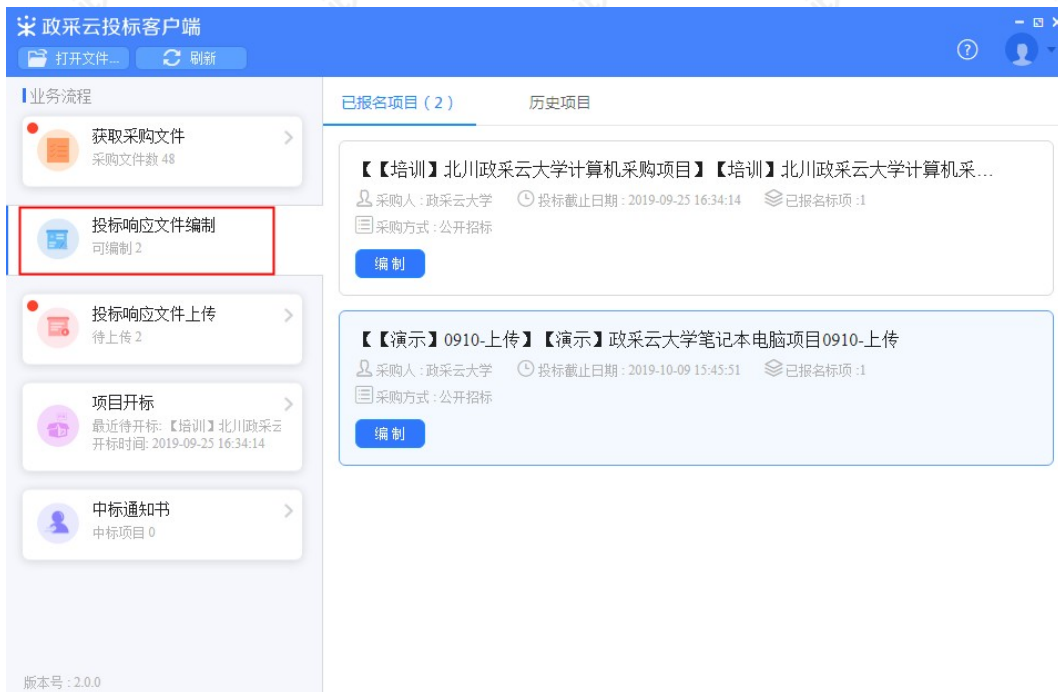 政采云投标客户端
打开文件...
刷新
业务流程
获取采购文件
采购文件数 48
投标响应文件编制
可编制 2
投标响应文件上传
待上传 2
项目开标
最近待开标:【培训】北川政采云
开标时间: 2019-09-25 16:34:14
中标通知书
中标项目 0
版本号 : 2.0.0
已报名项目（2）
历史项目
【【培训】北川政采云大学计算机采购项目】【培训】北川政采云大学计算机采...
采购人 : 政采云大学 投标截止日期 : 2019-09-25 16:34:14 已报名标项 :1
采购方式 : 公开招标
编 制
【【演示】0910-上传】【演示】政采云大学笔记本电脑项目0910-上传
采购人 : 政采云大学 投标截止日期 : 2019-10-09 15:45:51 已报名标项 :1
采购方式 : 公开招标
编 制